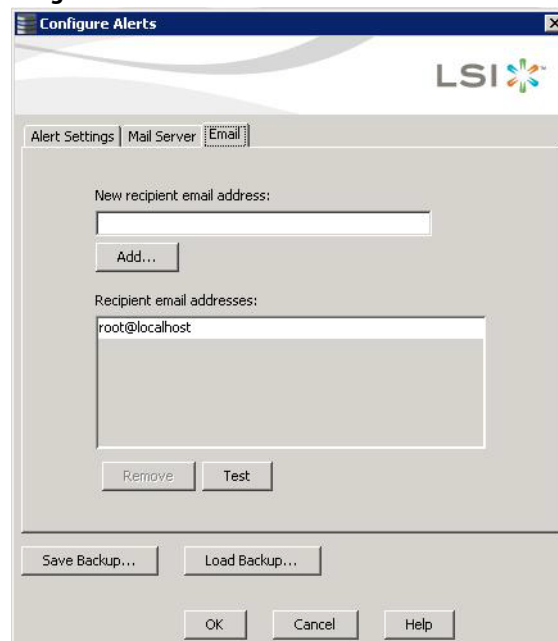 Configure Alerts
LSI
Alert Settings Mail Server Email
New recipient email address:
Add...
Recipient email addresses:
root@localhost
Remove Test
Save Backup... Load Backup...
OK Cancel Help